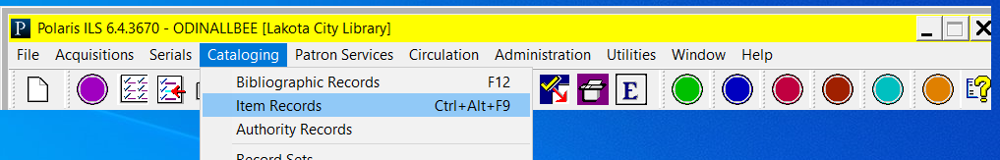 Polaris ILS 6.4.3670 - ODINALLBEE [Lakota City Library]
File Acquisitions Serials Cataloging Patron Services Circulation Administration Utilities Window Help
E
Bibliographic Records F12
Item Records Ctrl+Alt+F9
Authority Records
Record Sets